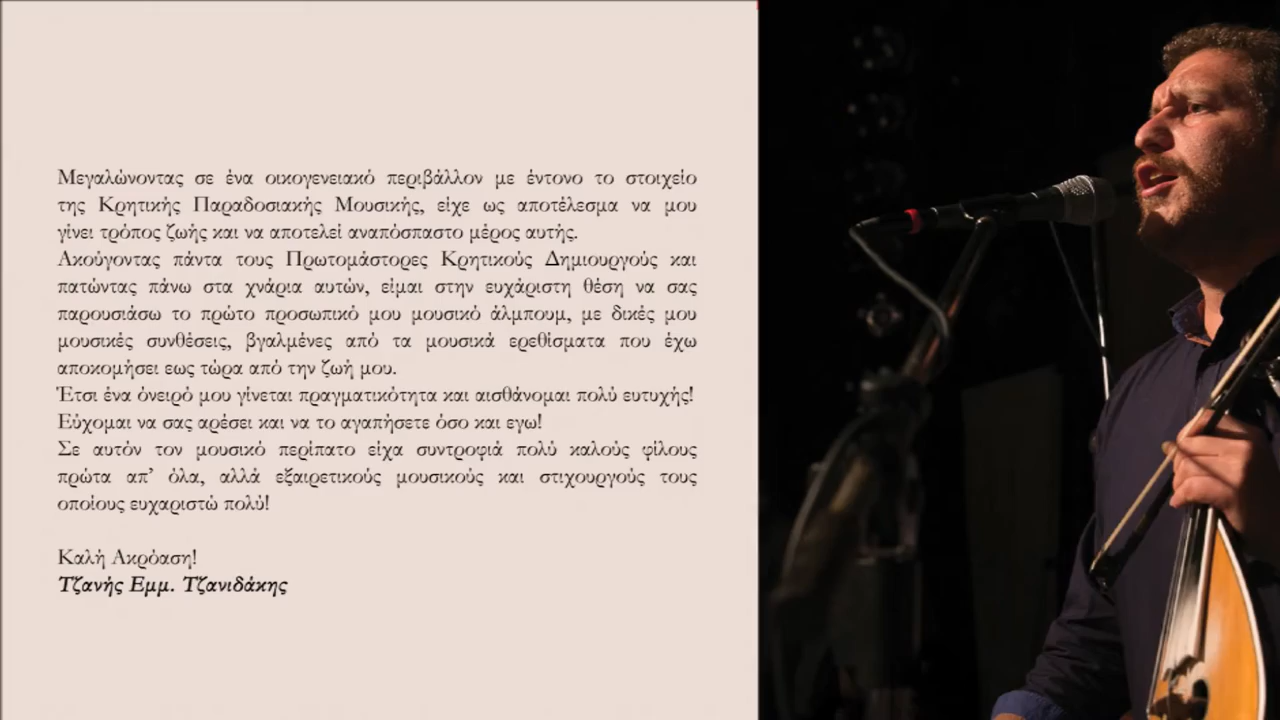 Μεγαλώνοντας σε ένα οικογενειακό περιβάλλον με έντονο το στοιχείο
της Κρητικής Παραδοσιακής Μουσικής, είχε ως αποτέλεσμα να μου
γίνει τρόπος ζωής και να αποτελεί αναπόσπαστο μέρος αυτής.
Ακούγοντας πάντα τους Πρωτομάστορες Κρητικούς Δημιουργούς και
πατώντας πάνω στα χνάρια αυτών, είμαι στην ευχάριστη θέση να σας
παρουσιάσω το πρώτο προσωπικό μου μουσικό άλμπουμ, με δικές μου
μουσικές συνθέσεις, βγαλμένες από τα μουσικά ερεθίσματα που έχω
αποκομήσει εως τώρα από την ζωή μου.
Έτσι ένα όνειρό μου γίνεται πραγματικότητα και αισθάνομαι πολύ ευτυχής!
Εύχομαι να σας αρέσει και να το αγαπήσετε όσο και εγω!
Σε αυτόν τον μουσικό περίπατο είχα συντροφιά πολύ καλούς φίλους
πρώτα απ’ όλα, αλλά εξαιρετικούς μουσικούς και στιχουργούς τους
οποίους ευχαριστώ πολύ!
Καλή Ακρόαση!
Τζανής Εμμ. Τζανιδάκης